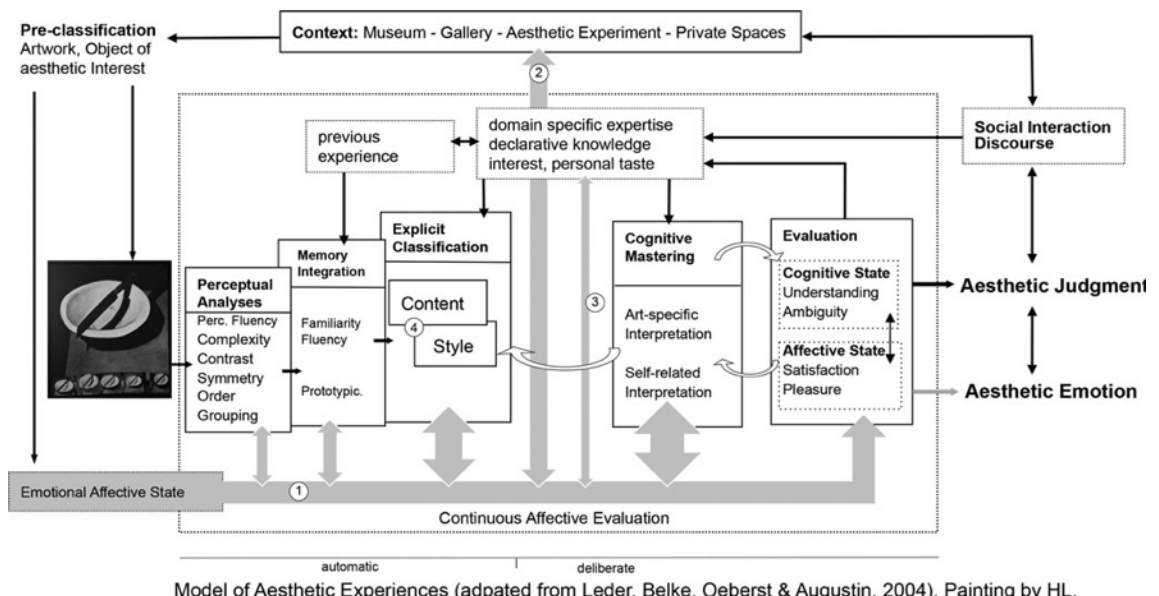 Pre-classification
Artwork, Object of
aesthetic Interest
Context: Museum - Gallery - Aesthetic Experiment - Private Spaces
2
previous
experience
domain specific expertise
declarative knowledge
interest, personal taste
Social Interaction
Discourse
Perceptual
Analyses
Perc. Fluency
Complexity
Contrast
Symmetry
Order
Grouping
Memory
Integration
Familiarity
Fluency
Prototypic.
Explicit
Classification
Content
4
Style
3
Cognitive
Mastering
Art-specific
Interpretation
Self-related
Interpretation
Evaluation
Cognitive State
Understanding
Ambiguity
Affective State
Satisfaction
Pleasure
Aesthetic Judgment
Aesthetic Emotion
Emotional Affective State
1
Continuous Affective Evaluation
automatic
deliberate
Model of Aesthetic Experiences (adpated from Leder, Belke, Oeberst & Augustin, 2004). Painting by HL.